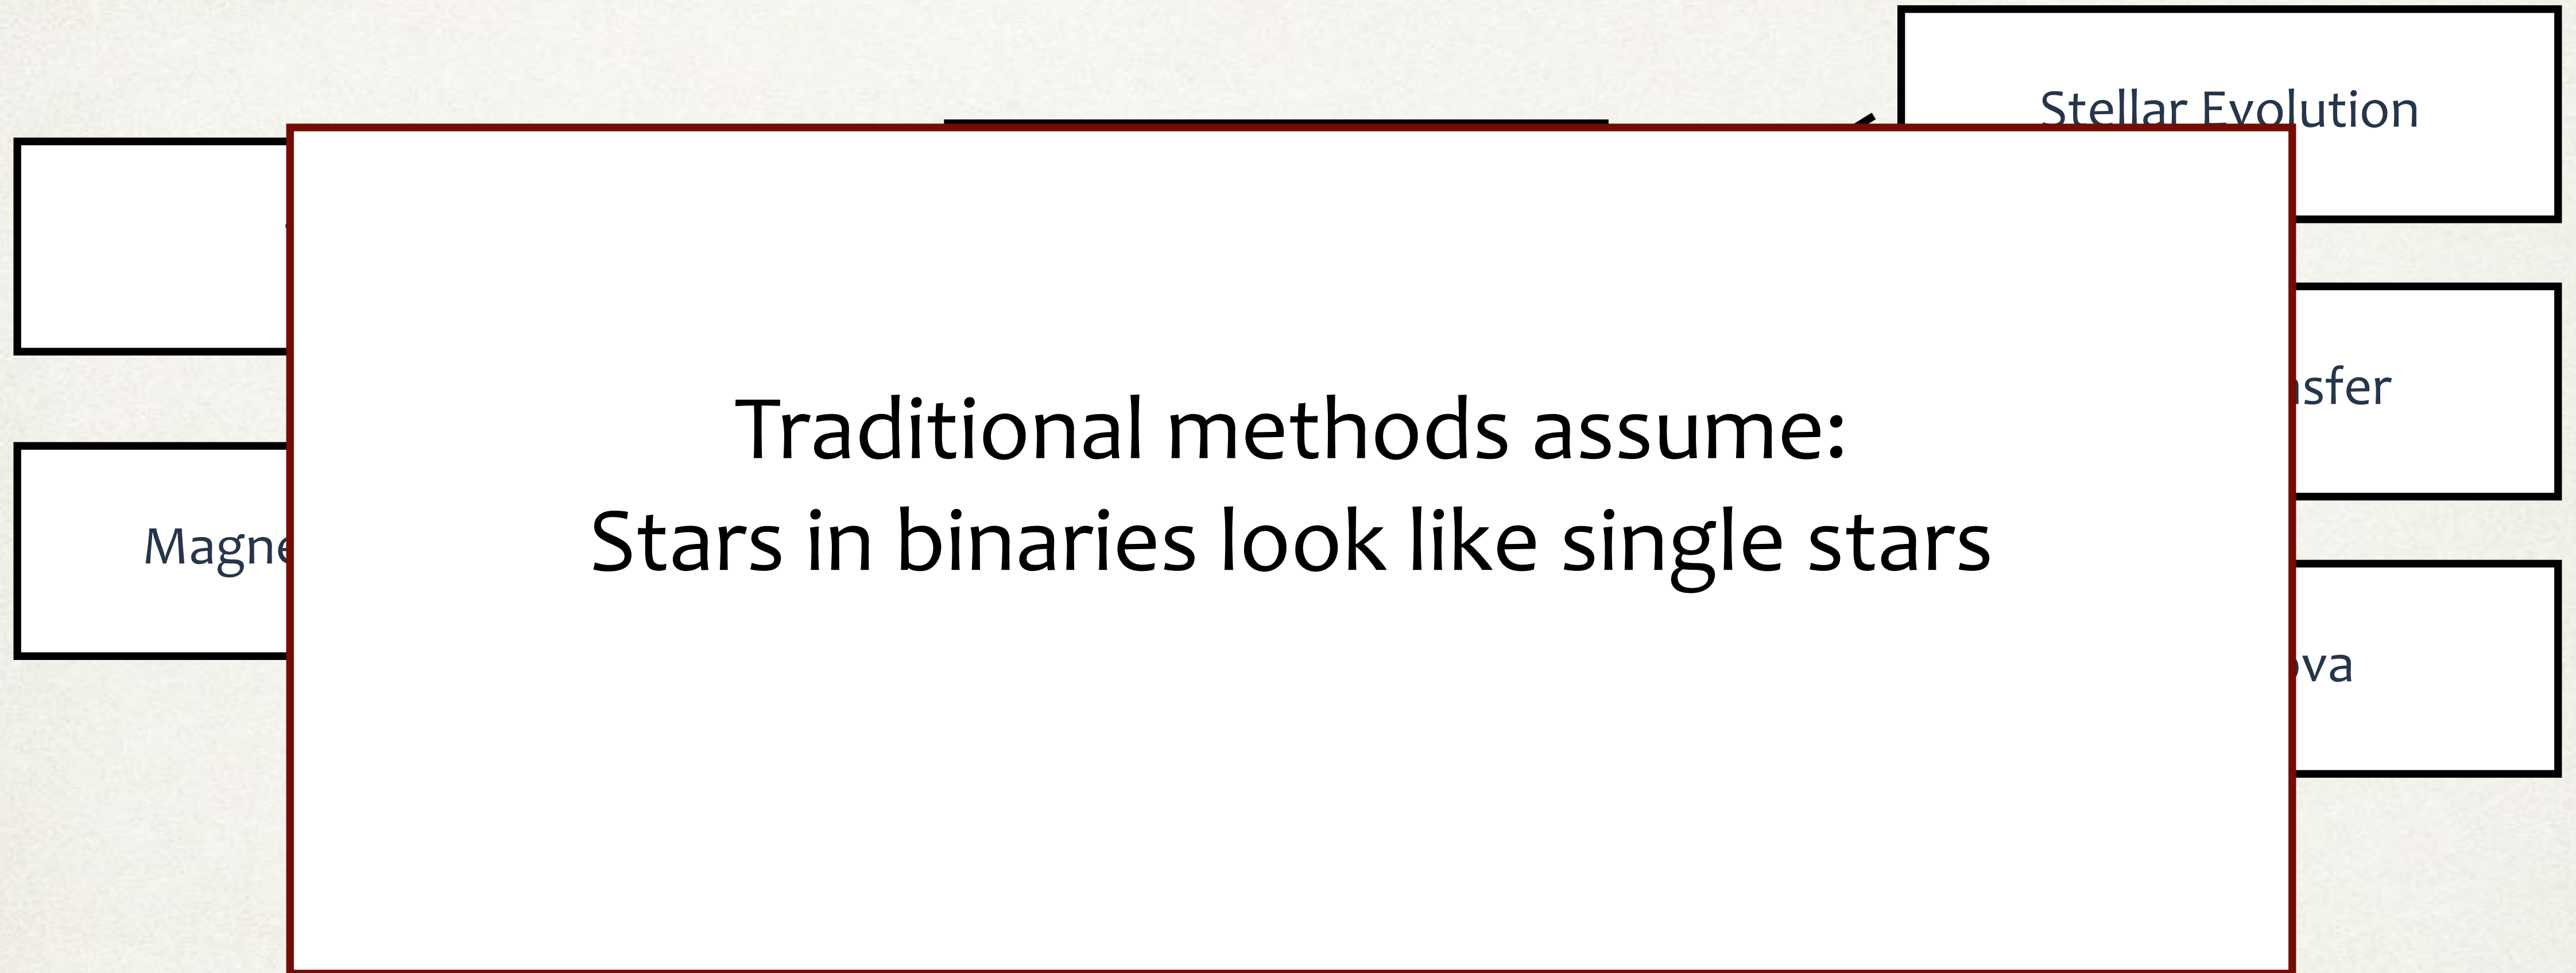 Stellar Evolution
Traditional methods assume:
Stars in binaries look like single stars